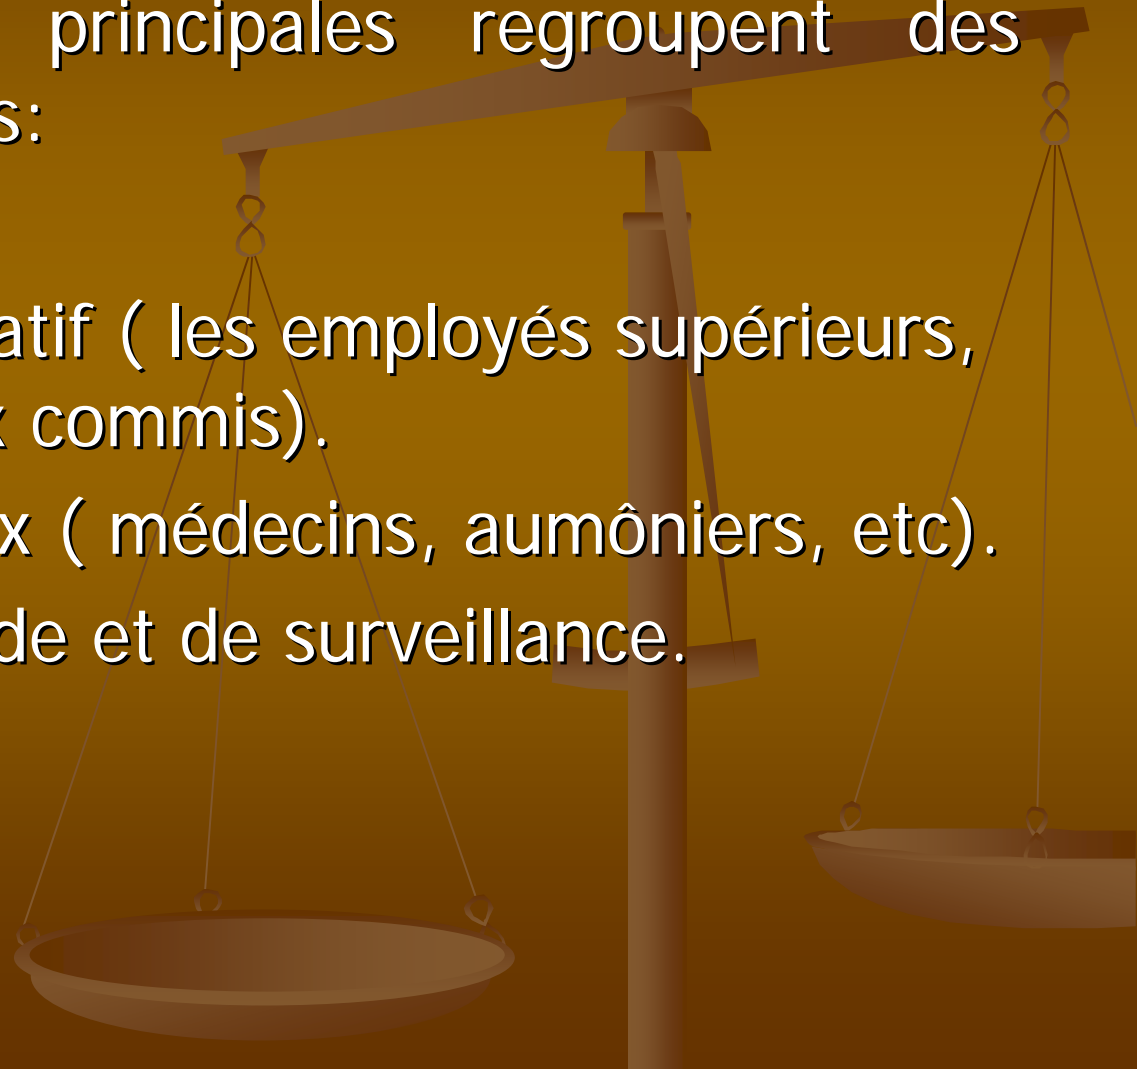 principales regroupent des
s:
atif ( les employés supérieurs,
x commis).
x ( médecins, aumôniers, etc).
de et de surveillance.